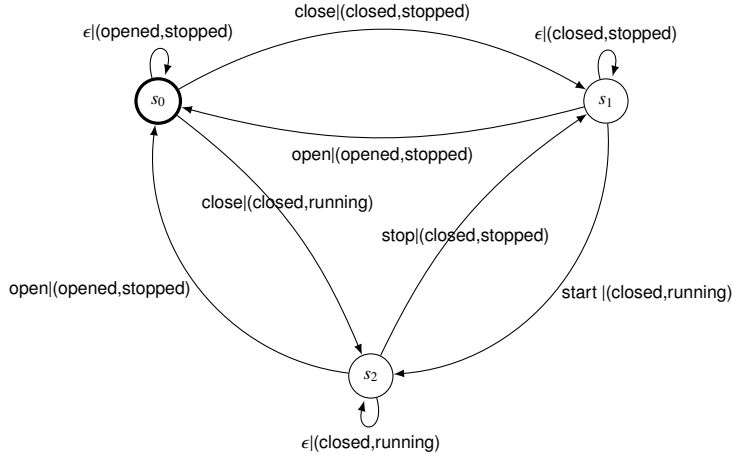 close|(closed,stopped)
ϵ|(opened,stopped)
ϵ|(closed,stopped)
s0
s1
open|(opened,stopped)
close|(closed,running)
stop|(closed,stopped)
open|(opened,stopped)
start |(closed,running)
s2
ϵ|(closed,running)